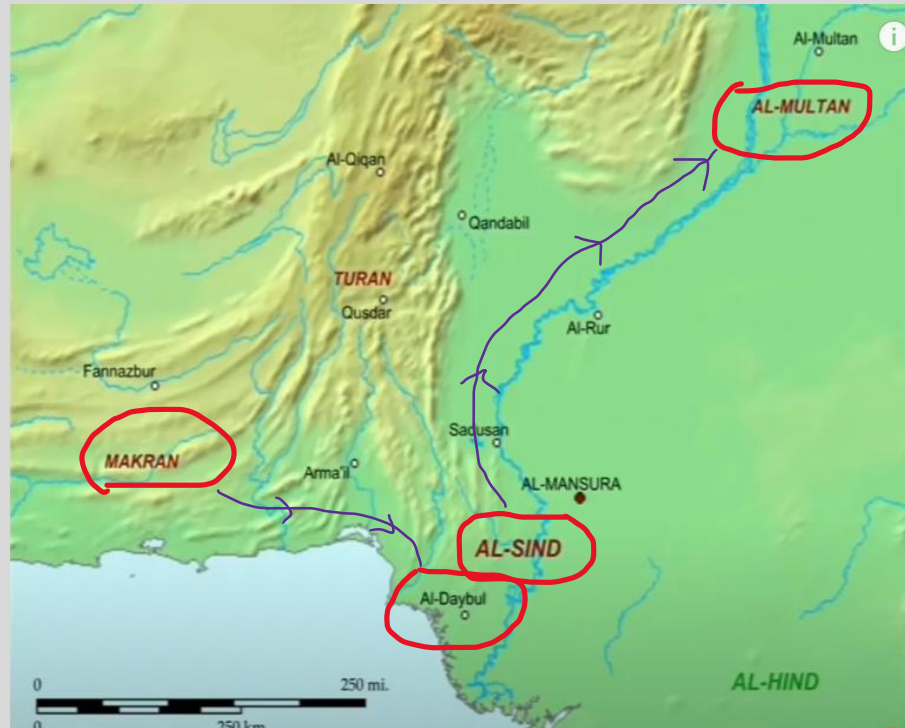 Al-Multan
i
AL-MULTAN
Al-Qiqan
Qandabil
TURAN
Qusdar
Al-Rur
Fannazbur
Sadusan
MAKRAN
Arma'il
AL-MANSURA
AL-SIND
Al-Daybul
AL-HIND
0 250 mi.
0 250 km